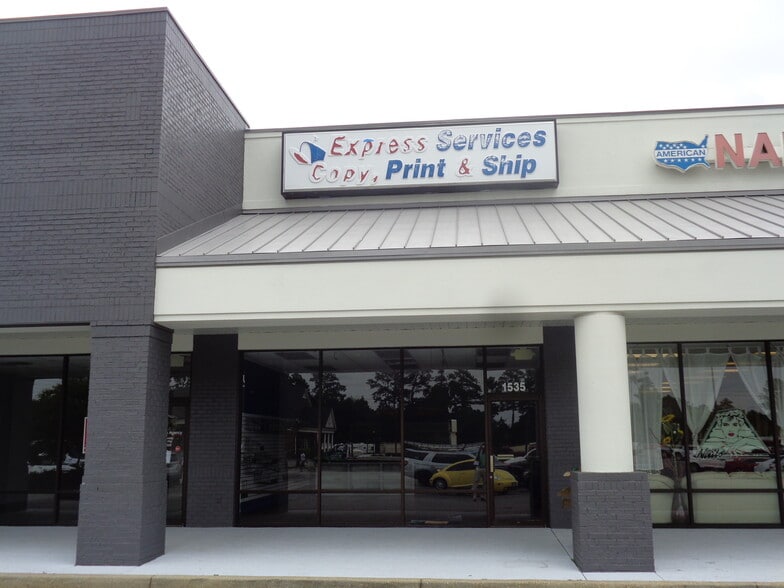 Express Services
Copy, Print & Ship
AMERICAN
1535